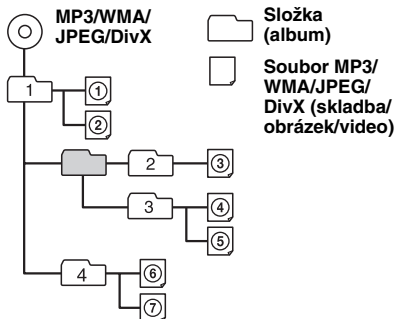 MP3/WMA/
JPEG/DivX
Složka
(album)
Soubor MP3/
WMA/JPEG/
DivX (skladba/
obrázek/video)
1
①
②
2
③
3
④
⑤
4
⑥
⑦